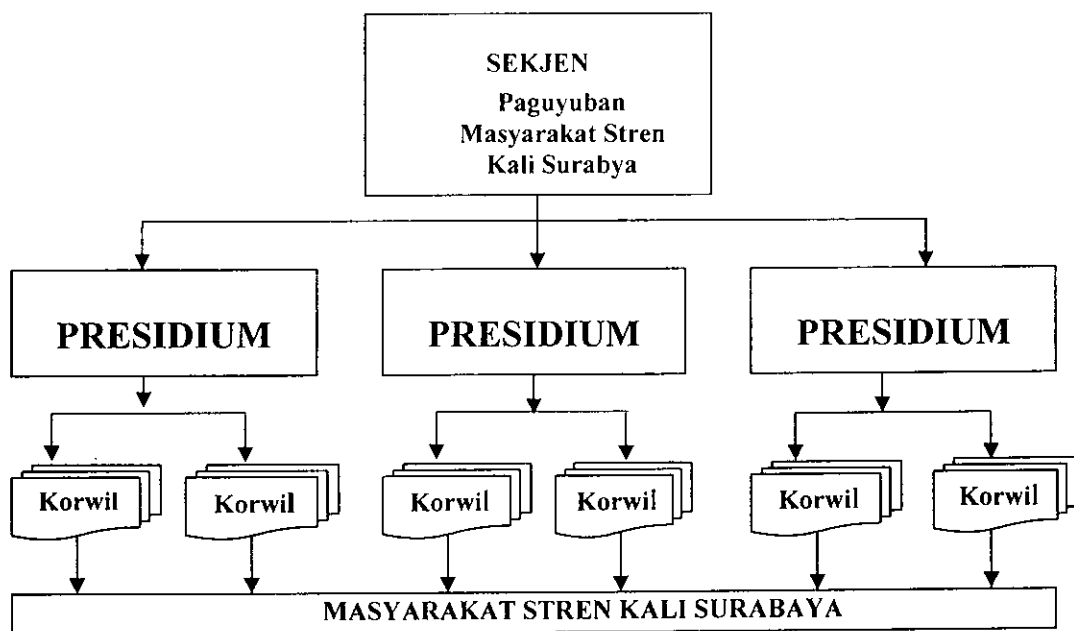 SEKJEN
Paguyuban
Masyarakat Stren
Kali Surabya
PRESIDIUM
PRESIDIUM
PRESIDIUM
Korwil
Korwil
Korwil
Korwil
Korwil
Korwil
MASYARAKAT STREN KALI SURABAYA